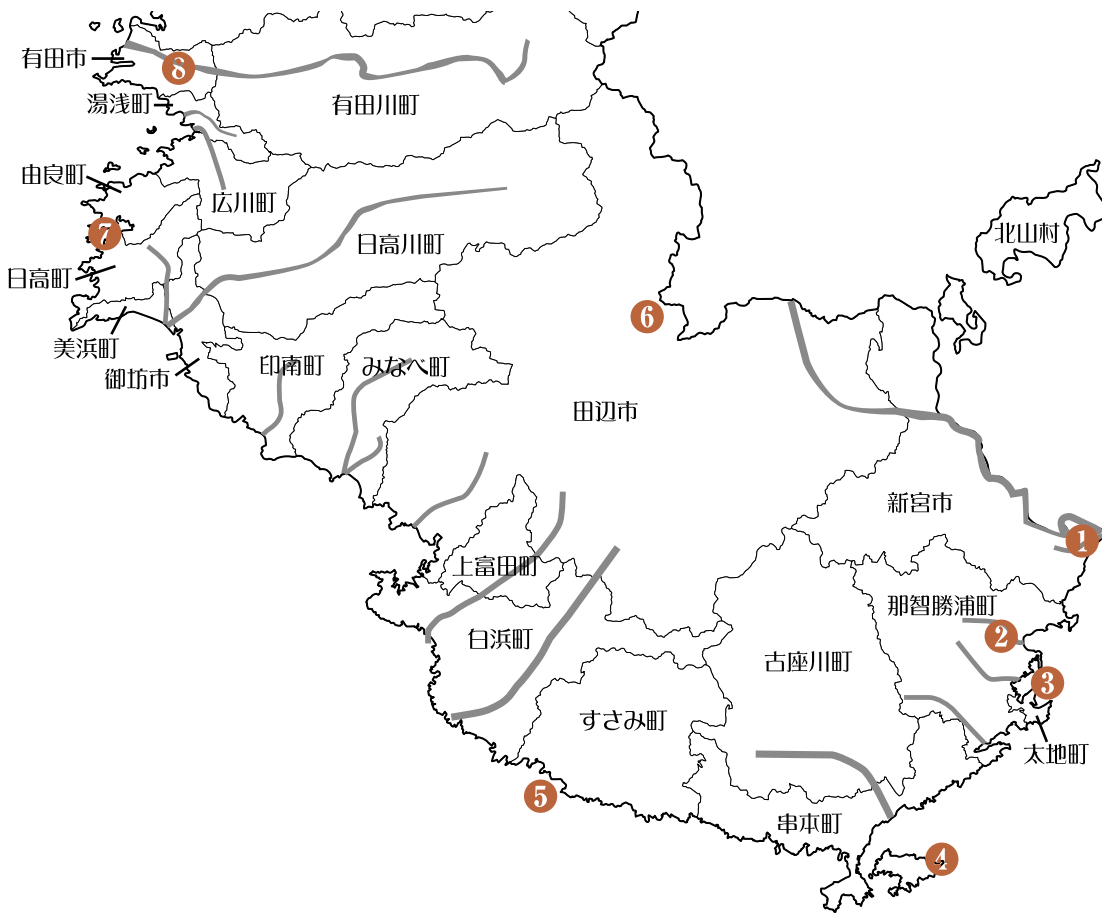 8
有田市
湯浅町
有田川町
由良町
広川町
北山村
7
日高川町
日高町
6
美浜町
御坊市
印南町
みなべ町
田辺市
新宮市
1
上富田町
那智勝浦町
白浜町
2
古座川町
3
すさみ町
太地町
5
串本町
4